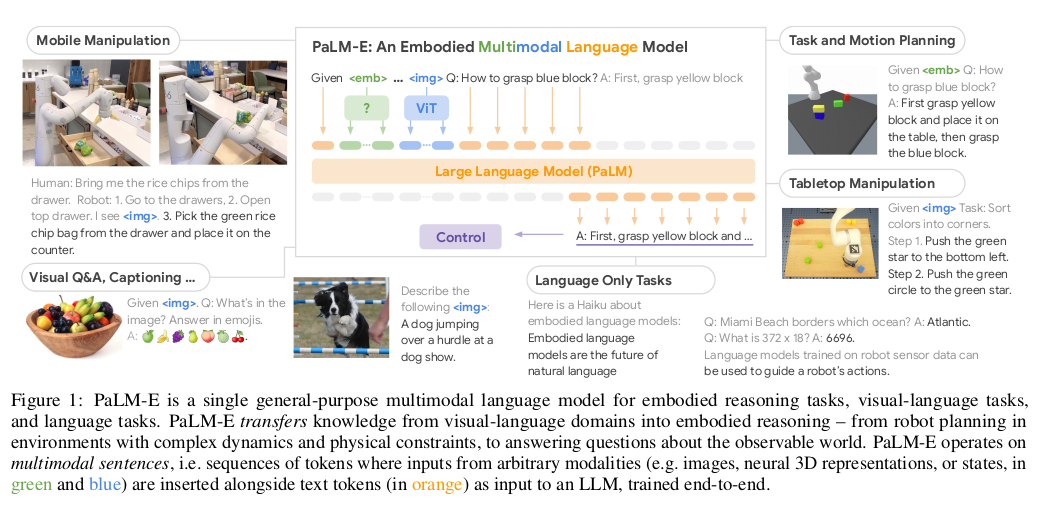 Mobile Manipulation
Human: Bring me the rice chips from the
drawer. Robot: 1. Go to the drawers, 2. Open
top drawer. I see <img>. 3. Pick the green rice
chip bag from the drawer and place it on the
counter.
Visual Q&A, Captioning ...
Given <img>. Q: What's in the
image? Answer in emojis.
A: 🍏🍌🍇🍐🍑🍈🍒.
PaLM-E: An Embodied Multimodal Language Model
Given <emb> ... <img> Q: How to grasp blue block? A: First, grasp yellow block
?
ViT
Large Language Model (PaLM)
Control
A: First, grasp yellow block and ...
Describe the
following <img>:
A dog jumping
over a hurdle at a
dog show.
Language Only Tasks
Here is a Haiku about
embodied language models:
Embodied language
models are the future of
natural language
Q: Miami Beach borders which ocean? A: Atlantic.
Q: What is 372 x 18? A: 6696.
Language models trained on robot sensor data can
be used to guide a robot's actions.
Task and Motion Planning
Given <emb> Q: How
to grasp blue block?
A: First grasp yellow
block and place it on
the table, then grasp
the blue block.
Tabletop Manipulation
Given <img> Task: Sort
colors into corners.
Step 1. Push the green
star to the bottom left.
Step 2. Push the green
circle to the green star.
Figure 1: PaLM-E is a single general-purpose multimodal language model for embodied reasoning tasks, visual-language tasks,
and language tasks. PaLM-E transfers knowledge from visual-language domains into embodied reasoning – from robot planning in
environments with complex dynamics and physical constraints, to answering questions about the observable world. PaLM-E operates on
multimodal sentences, i.e. sequences of tokens where inputs from arbitrary modalities (e.g. images, neural 3D representations, or states, in
green and blue) are inserted alongside text tokens (in orange) as input to an LLM, trained end-to-end.